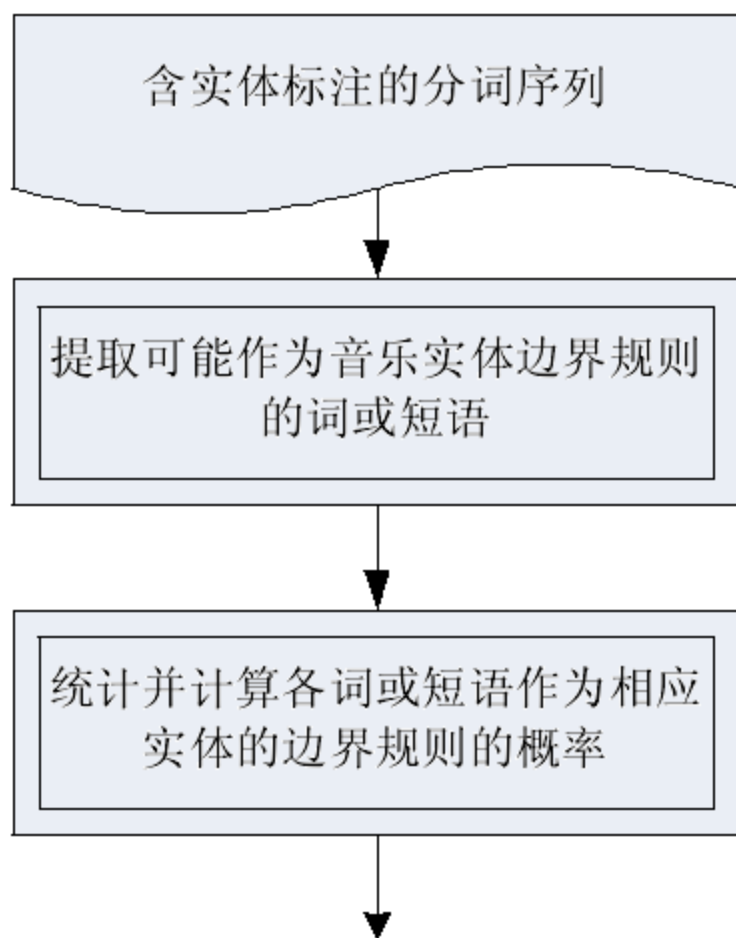 含实体标注的分词序列
提取可能作为音乐实体边界规则
的词或短语
统计并计算各词或短语作为相应
实体的边界规则的概率